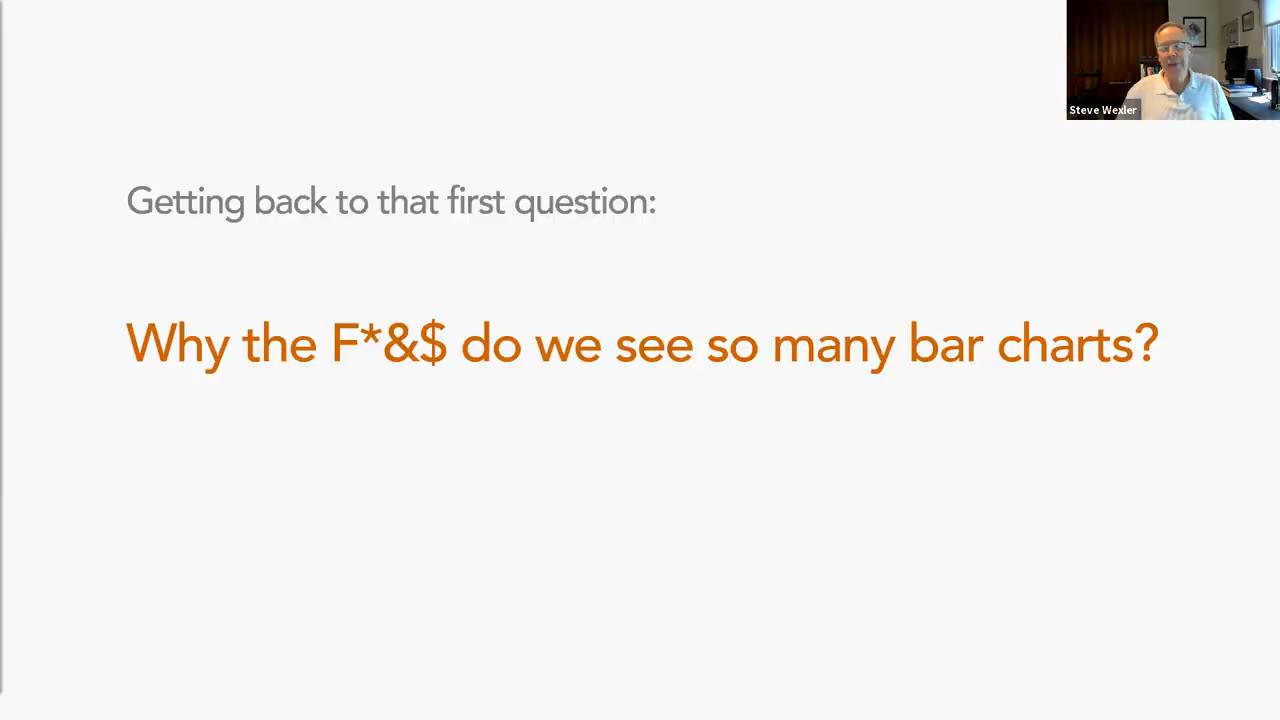 Steve Wexler
Getting back to that first question:
Why the F*&$ do we see so many bar charts?